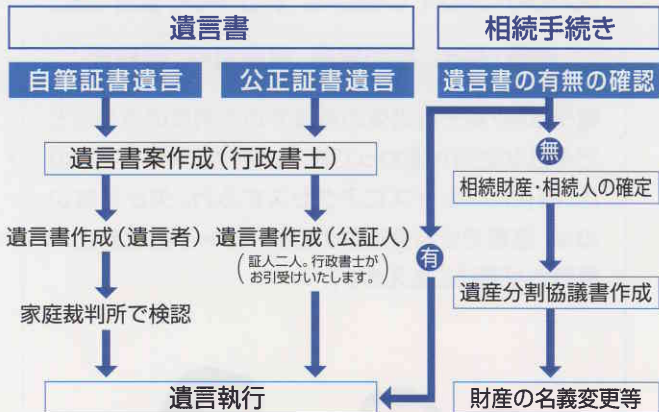 遺言書
相続手続き
自筆証書遺言
公正証書遺言
遺言書の有無の確認
遺言書案作成(行政書士)
無
相続財産・相続人の確定
遺言書作成(遺言者)
遺言書作成(公証人)
(証人二人。行政書士が
お引受けいたします。)
有
遺産分割協議書作成
家庭裁判所で検認
遺言執行
財産の名義変更等